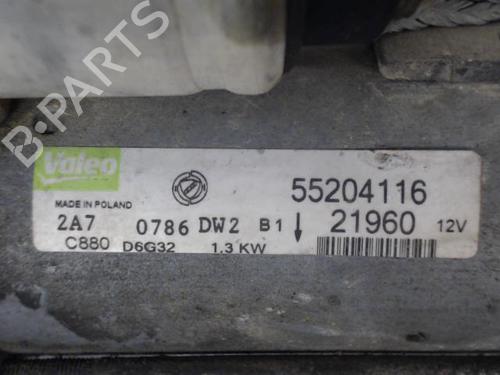 B-PARTS
Valeo
MADE IN POLAND
55204116
2A7 0786 DW2 B1 21960 12V
C880 D6G32 1.3 KW